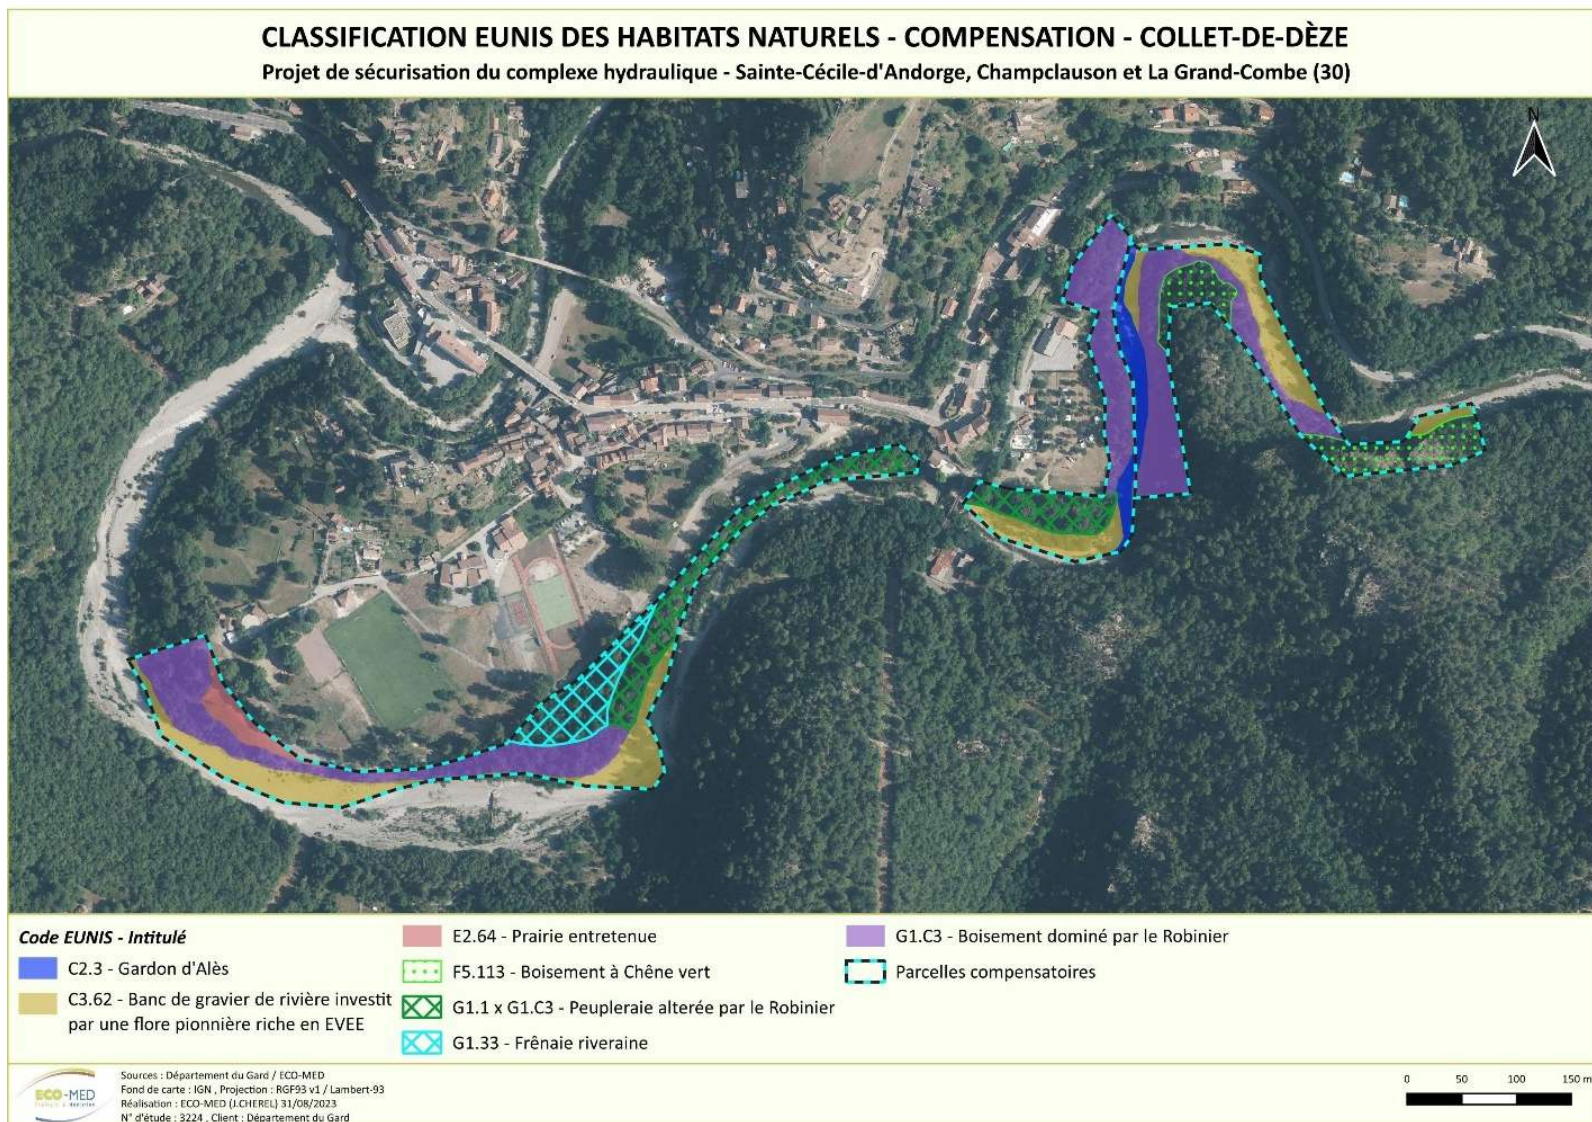 CLASSIFICATION EUNIS DES HABITATS NATURELS - COMPENSATION - COLLET-DE-DÈZE
Projet de sécurisation du complexe hydraulique - Sainte-Cécile-d'Andorge, Champclauson et La Grand-Combe (30)
N
Code EUNIS - Intitulé
C2.3 - Gardon d'Alès
C3.62 - Banc de gravier de rivière investit
par une flore pionnière riche en EVEE
E2.64 - Prairie entretenue
F5.113 - Boisement à Chêne vert
G1.1 x G1.C3 - Peupleraie alterée par le Robinier
G1.33 - Frênaie riveraine
G1.C3 - Boisement dominé par le Robinier
Parcelles compensatoires
ECO-MED
Sources : Département du Gard / ECO-MED
Fond de carte : IGN , Projection : RGF93 v1 / Lambert-93
Réalisation : ECO-MED (J.CHEREL) 31/08/2023
N° d'étude : 3224 , Client : Département du Gard
0 50 100 150 m